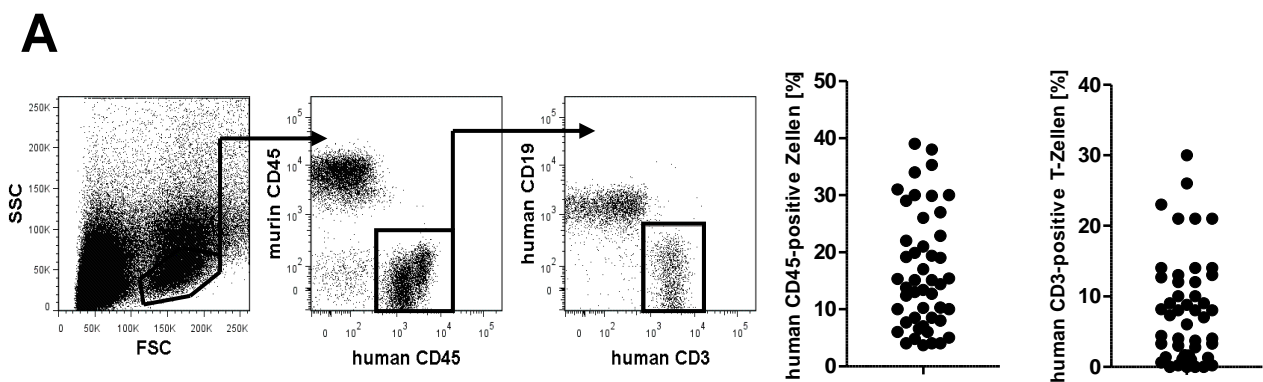 A
SSC
250K
200K
150K
100K
50K
0
0 50K 100K 150K 200K 250K
FSC
murin CD45
10^5
10^4
10^3
10^2
0
0 10^2 10^3 10^4 10^5
human CD45
human CD19
10^5
10^4
10^3
10^2
0
0 10^2 10^3 10^4 10^5
human CD3
human CD45-positive Zellen [%]
50
40
30
20
10
0
human CD3-positive T-Zellen [%]
40
30
20
10
0